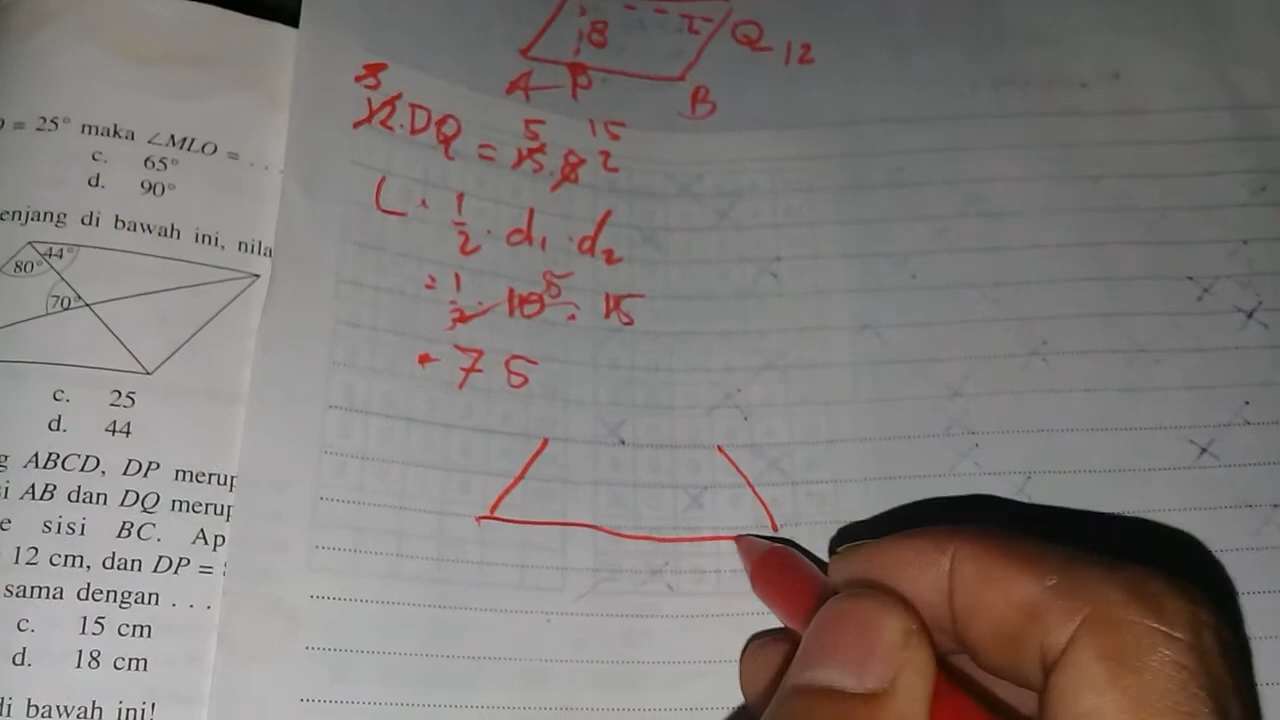 = 25° maka ∠MLO = . . .
c. 65°
d. 90°
enjang di bawah ini, nila
44°
80°
70°
c. 25
d. 44
g ABCD, DP merup
i AB dan DQ merup
e sisi BC. Ap
12 cm, dan DP =
sama dengan . . .
c. 15 cm
d. 18 cm
di bawah ini!
8
Q 12
A P B
3
12.DQ = 15.8
5 15
2
L = 1/2 . d₁ . d₂
= 1/2 . 10 . 15
5
= 75